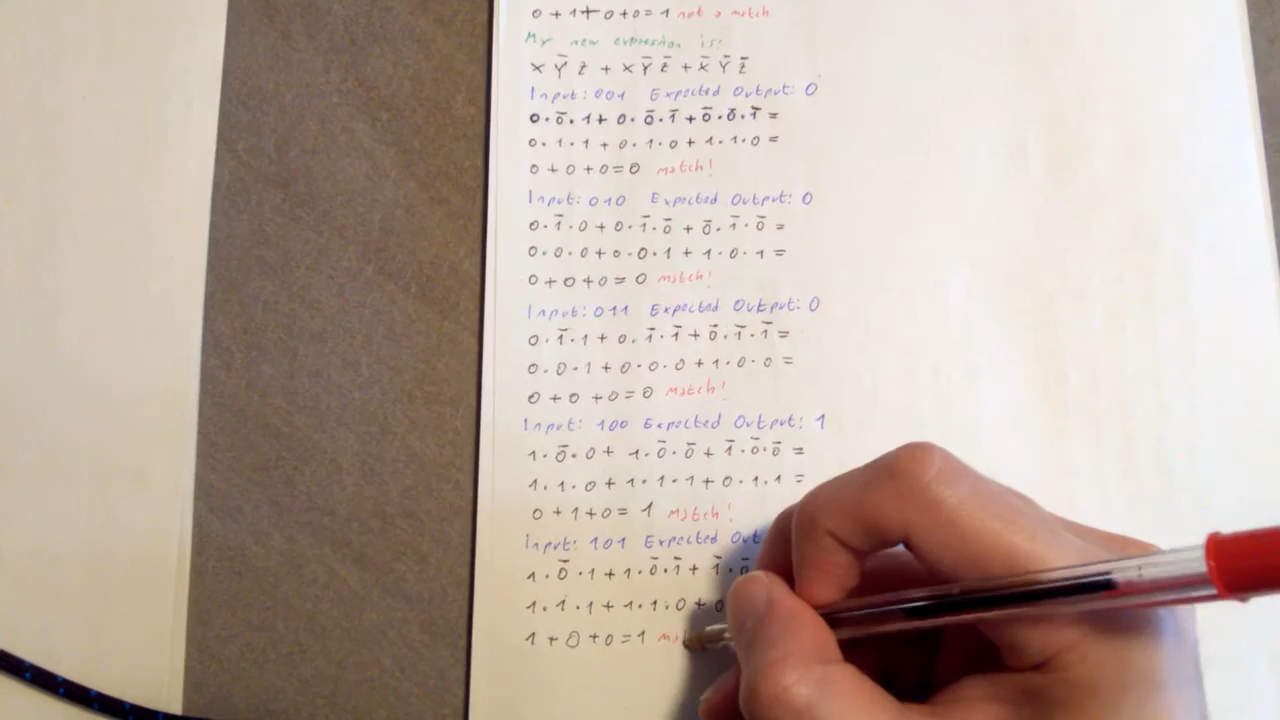 0 + 1 + 0 + 0 = 1 not a match
My new expression is:
X Y̅ Z + X Y̅ Z̅ + X̅ Y̅ Z̅
Input: 001 Expected Output: 0
0 · 0̅ · 1 + 0 · 0̅ · 1̅ + 0̅ · 0̅ · 1̅ =
0 · 1 · 1 + 0 · 1 · 0 + 1 · 1 · 0 =
0 + 0 + 0 = 0 match!
Input: 010 Expected Output: 0
0 · 1̅ · 0 + 0 · 1̅ · 0̅ + 0̅ · 1̅ · 0̅ =
0 · 0 · 0 + 0 · 0 · 1 + 1 · 0 · 1 =
0 + 0 + 0 = 0 match!
Input: 011 Expected Output: 0
0 · 1̅ · 1 + 0 · 1̅ · 1̅ + 0̅ · 1̅ · 1̅ =
0 · 0 · 1 + 0 · 0 · 0 + 1 · 0 · 0 =
0 + 0 + 0 = 0 match!
Input: 100 Expected Output: 1
1 · 0̅ · 0 + 1 · 0̅ · 0̅ + 1̅ · 0̅ · 0̅ =
1 · 1 · 0 + 1 · 1 · 1 + 0 · 1 · 1 =
0 + 1 + 0 = 1 Match!
Input: 101 Expected Out
1 · 0̅ · 1 + 1 · 0̅ · 1̅ + 1̅ · 0̅
1 · 1 · 1 + 1 · 1 · 0 + 0
1 + 0 + 0 = 1 ma